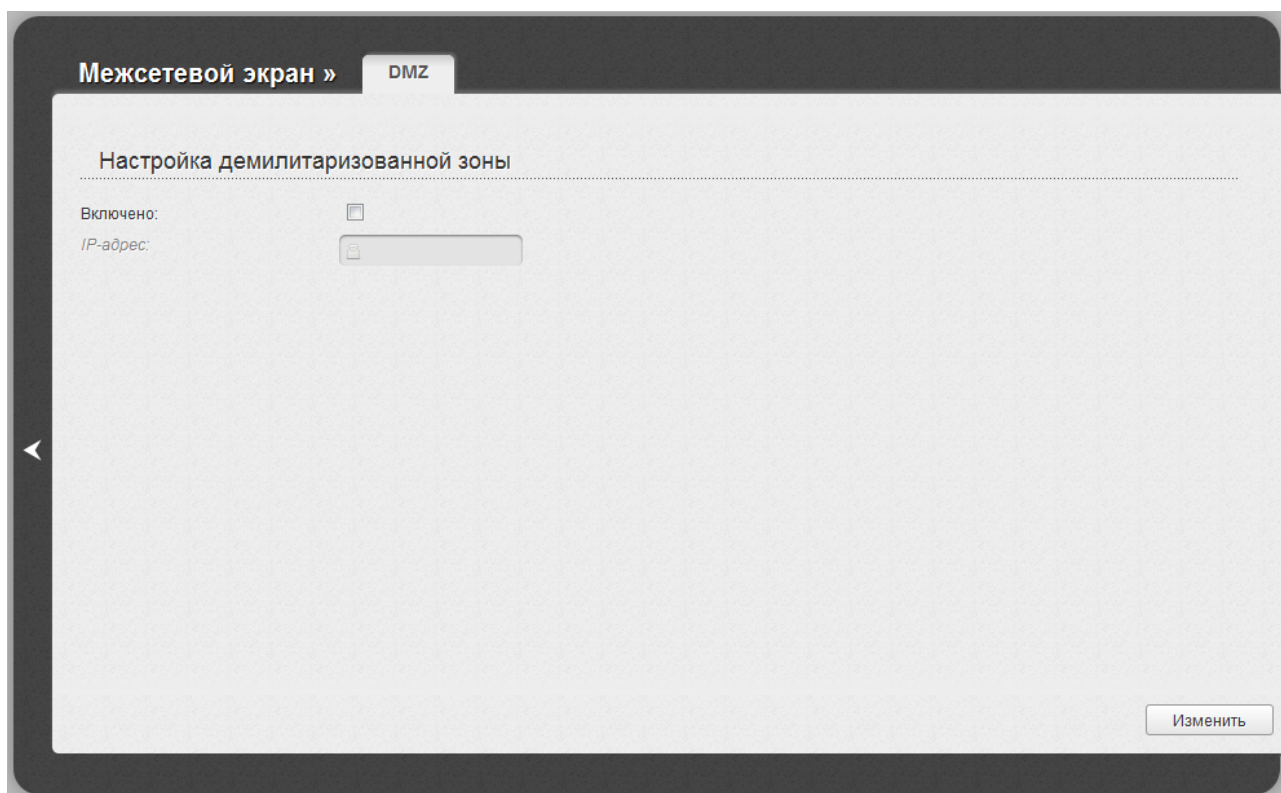 Межсетевой экран » DMZ
Настройка демилитаризованной зоны
Включено:
IP-адрес:
Изменить